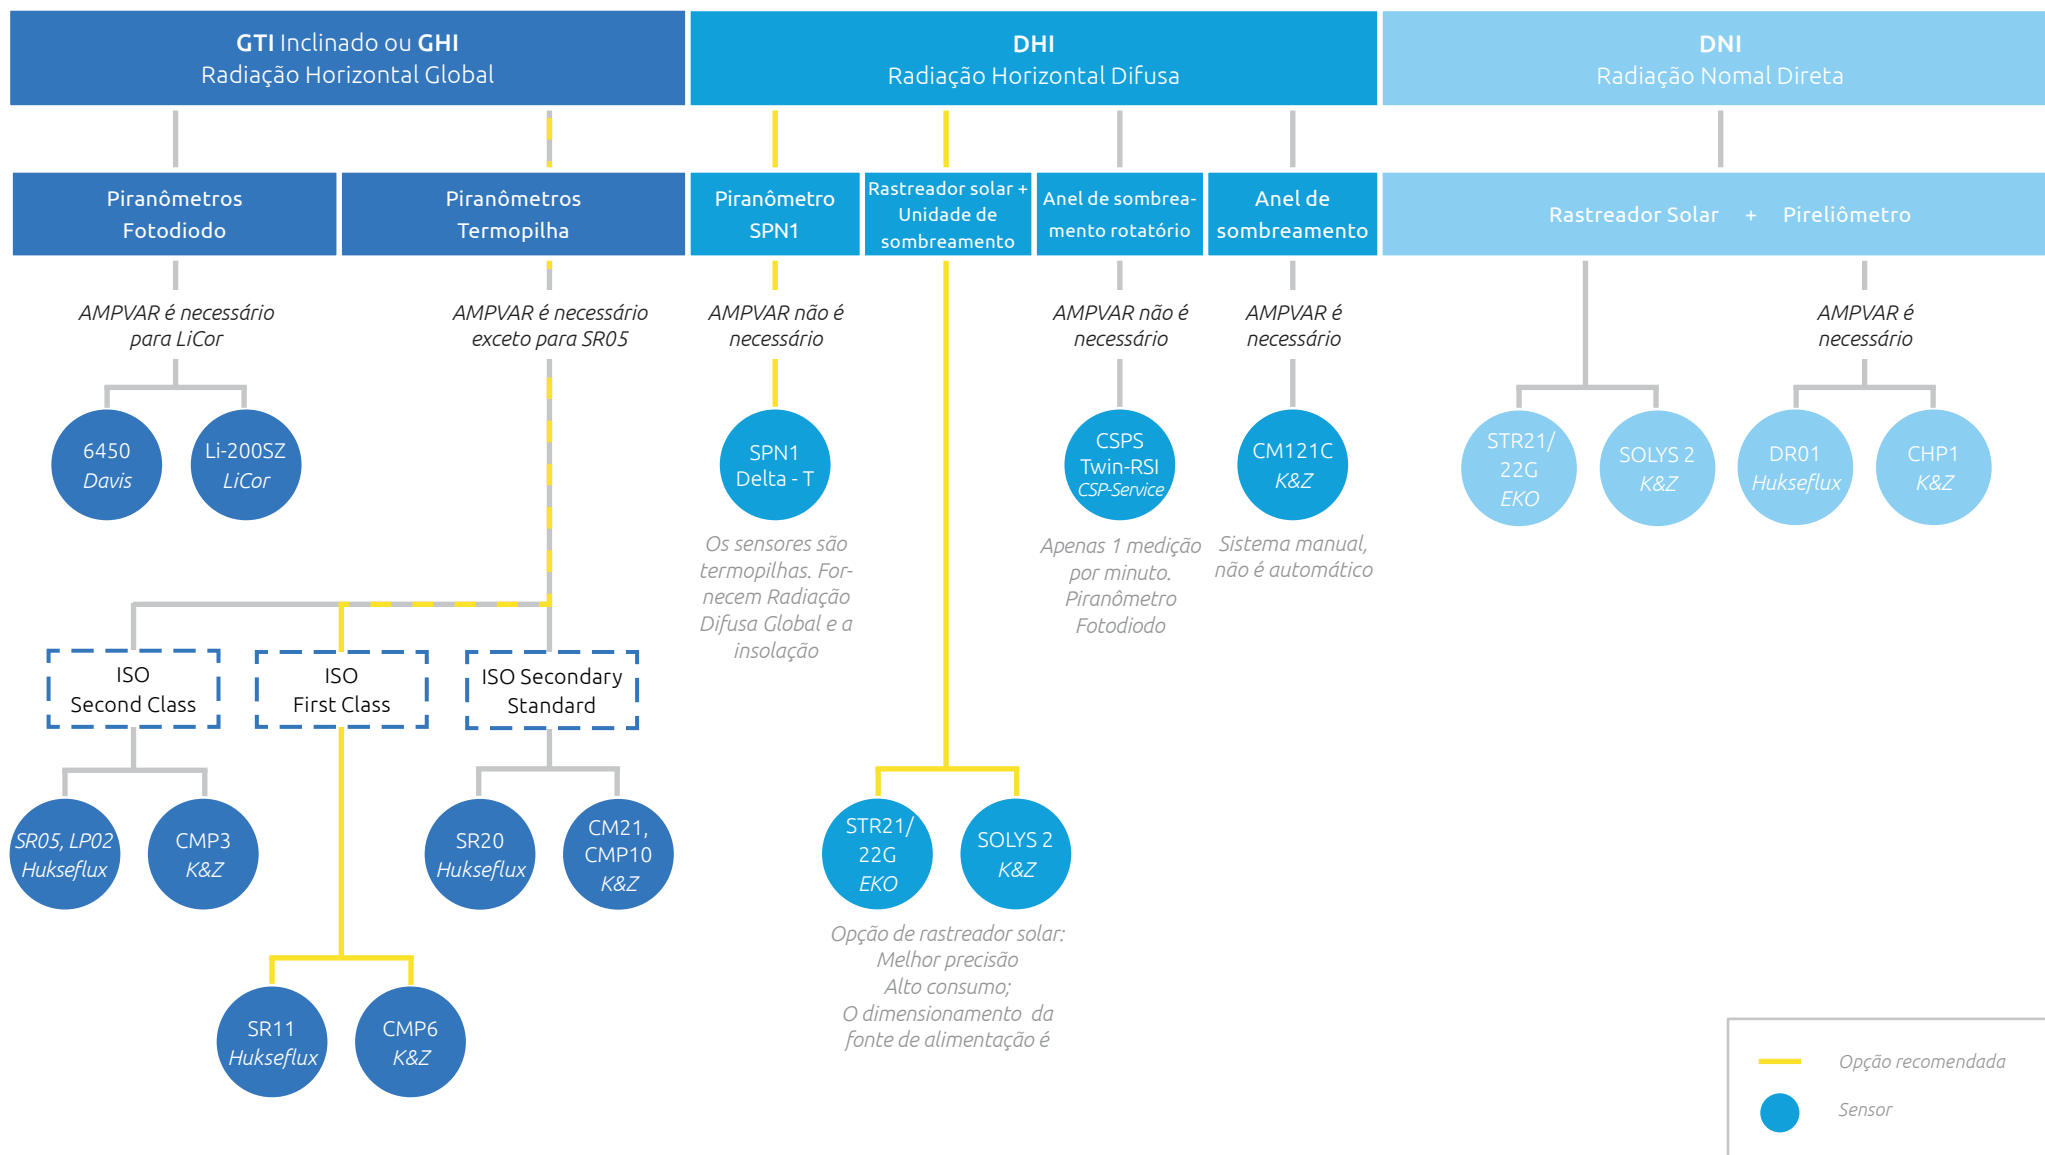 GTI Inclinado ou GHI
Radiação Horizontal Global
DHI
Radiação Horizontal Difusa
DNI
Radiação Nomal Direta
Piranômetros
Fotodiodo
Piranômetros
Termopilha
Piranômetro
SPN1
Rastreador solar +
Unidade de
sombreamento
Anel de sombrea-
mento rotatório
Anel de
sombreamento
Rastreador Solar + Pireliômetro
AMPVAR é necessário
para LiCor
AMPVAR é necessário
exceto para SR05
AMPVAR não é
necessário
AMPVAR não é
necessário
AMPVAR é
necessário
AMPVAR é
necessário
6450
Davis
Li-200SZ
LiCor
SPN1
Delta - T
CSPS
Twin-RSI
CSP-Service
CM121C
K&Z
STR21/
22G
EKO
SOLYS 2
K&Z
DR01
Hukseflux
CHP1
K&Z
Os sensores são
termopilhas. For-
necem Radiação
Difusa Global e a
insolação
Apenas 1 medição
por minuto.
Piranômetro
Fotodiodo
Sistema manual,
não é automático
ISO
Second Class
ISO
First Class
ISO Secondary
Standard
SR05, LP02
Hukseflux
CMP3
K&Z
SR20
Hukseflux
CM21,
CMP10
K&Z
STR21/
22G
EKO
SOLYS 2
K&Z
Opção de rastreador solar:
Melhor precisão
Alto consumo;
O dimensionamento da
fonte de alimentação é
SR11
Hukseflux
CMP6
K&Z
Opção recomendada
Sensor